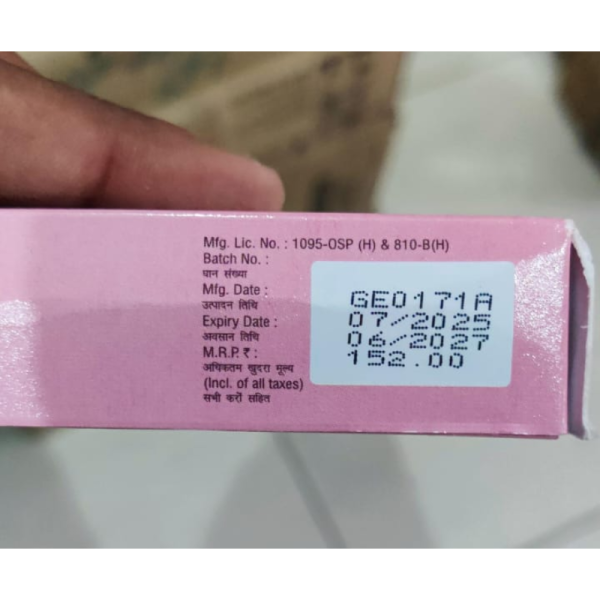 Mfg. Lic. No. : 1095-OSP (H) & 810-B(H)
Batch No. :
घान संख्या
GE0171A
Mfg. Date :
उत्पादन तिथि
07/2025
Expiry Date :
अवसान तिथि
06/2027
M.R.P. ₹ :
अधिकतम खुदरा मूल्य
152.00
(Incl. of all taxes)
सभी करों सहित